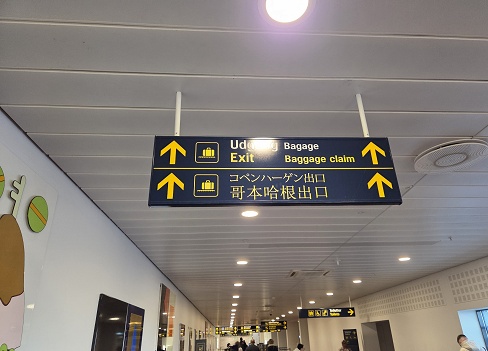 Bagage
Exit Baggage claim
コペンハーゲン出口
哥本哈根出口